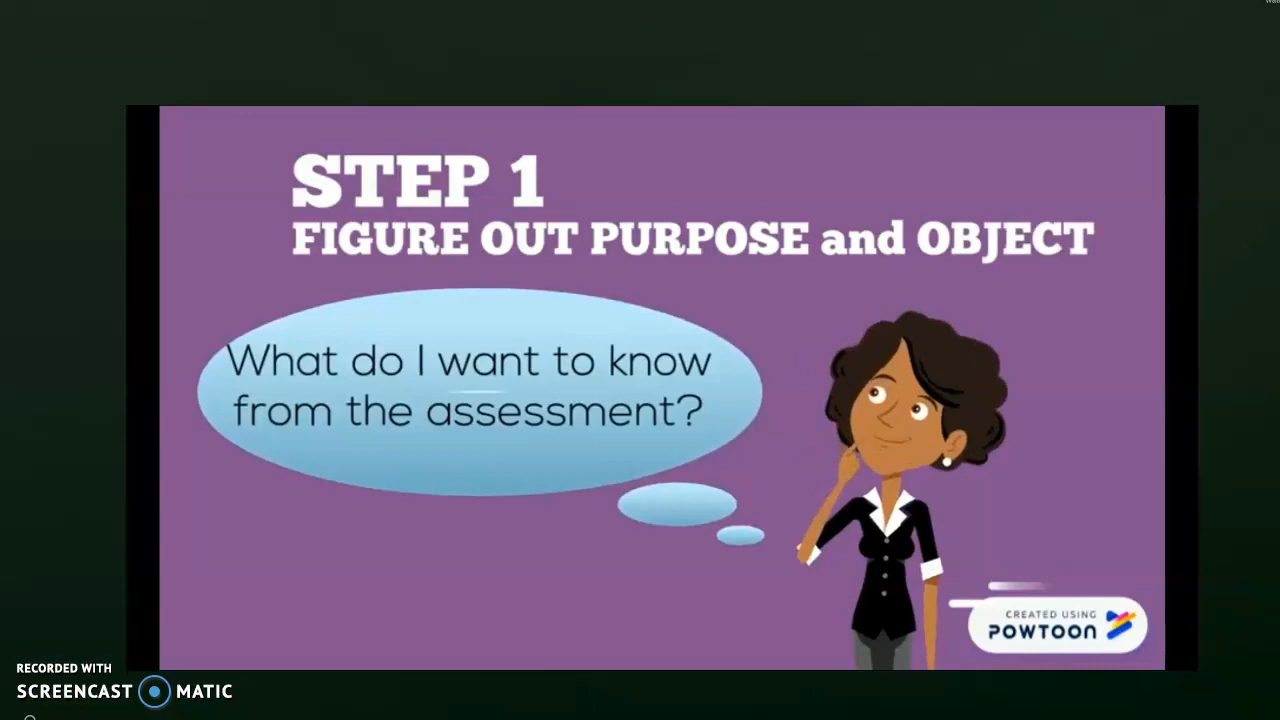 STEP 1
FIGURE OUT PURPOSE and OBJECT
What do I want to know
from the assessment?
CREATED USING
POWTOON
RECORDED WITH
SCREENCAST MATIC